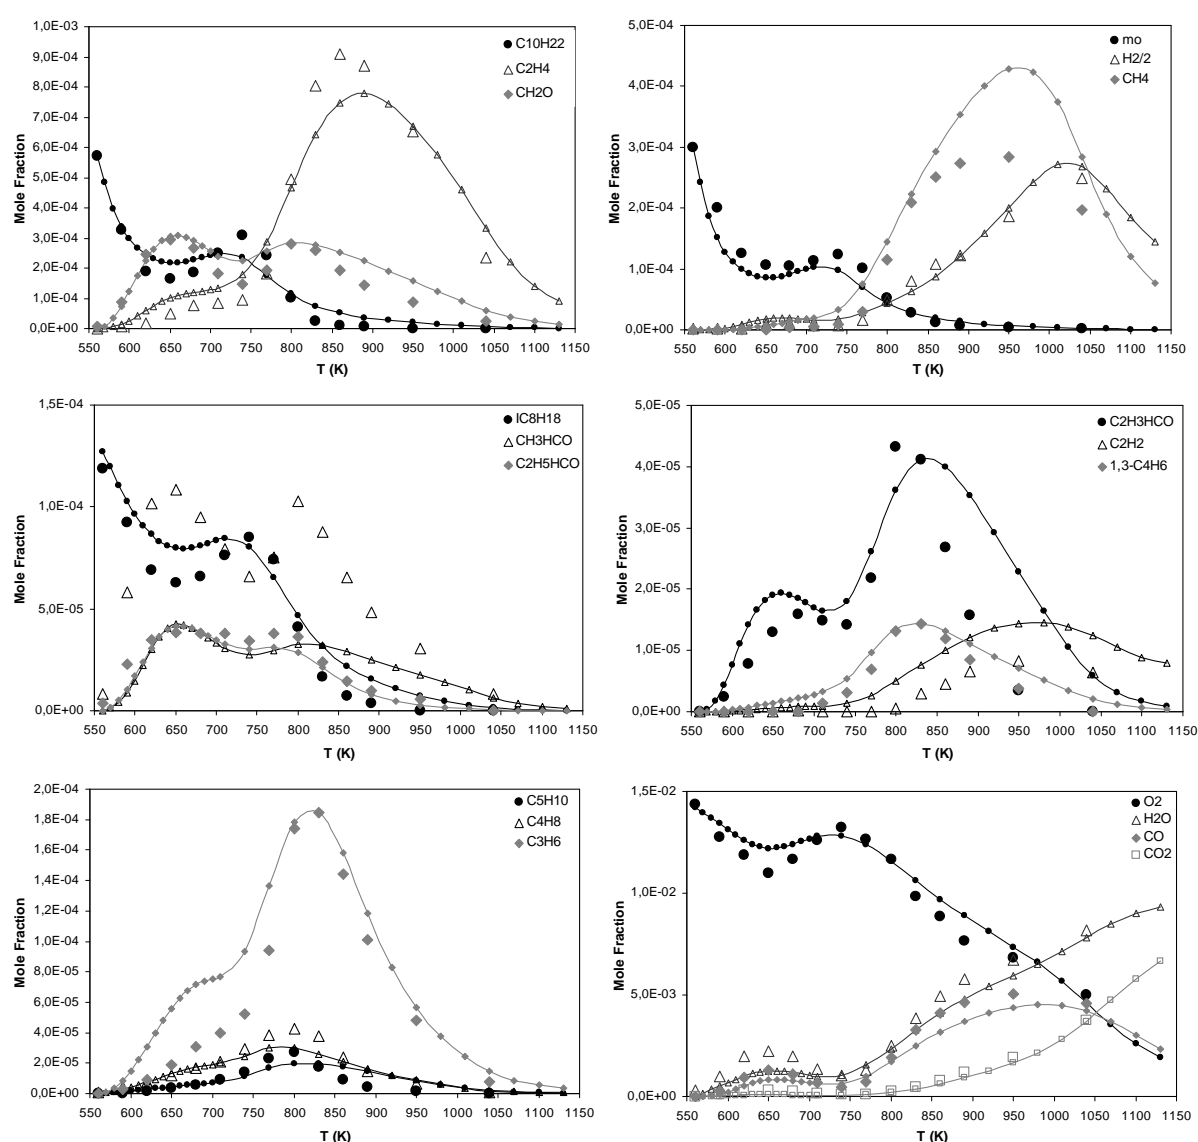 1,0E-03
9,0E-04
8,0E-04
7,0E-04
6,0E-04
5,0E-04
4,0E-04
3,0E-04
2,0E-04
1,0E-04
0,0E+00
Mole Fraction
C10H22
C2H4
CH2O
550 600 650 700 750 800 850 900 950 1000 1050 1100 1150
T (K)
5,0E-04
4,0E-04
3,0E-04
2,0E-04
1,0E-04
0,0E+00
Mole Fraction
mo
H2/2
CH4
550 600 650 700 750 800 850 900 950 1000 1050 1100 1150
T (K)
1,5E-04
1,0E-04
5,0E-05
0,0E+00
Mole Fraction
IC8H18
CH3HCO
C2H5HCO
550 600 650 700 750 800 850 900 950 1000 1050 1100 1150
T (K)
5,0E-05
4,0E-05
3,0E-05
2,0E-05
1,0E-05
0,0E+00
Mole Fraction
C2H3HCO
C2H2
1,3-C4H6
550 600 650 700 750 800 850 900 950 1000 1050 1100 1150
T (K)
2,0E-04
1,8E-04
1,6E-04
1,4E-04
1,2E-04
1,0E-04
8,0E-05
6,0E-05
4,0E-05
2,0E-05
0,0E+00
Mole Fraction
C5H10
C4H8
C3H6
550 600 650 700 750 800 850 900 950 1000 1050 1100 1150
T (K)
1,5E-02
1,0E-02
5,0E-03
0,0E+00
Mole Fraction
O2
H2O
CO
CO2
550 600 650 700 750 800 850 900 950 1000 1050 1100 1150
T (K)